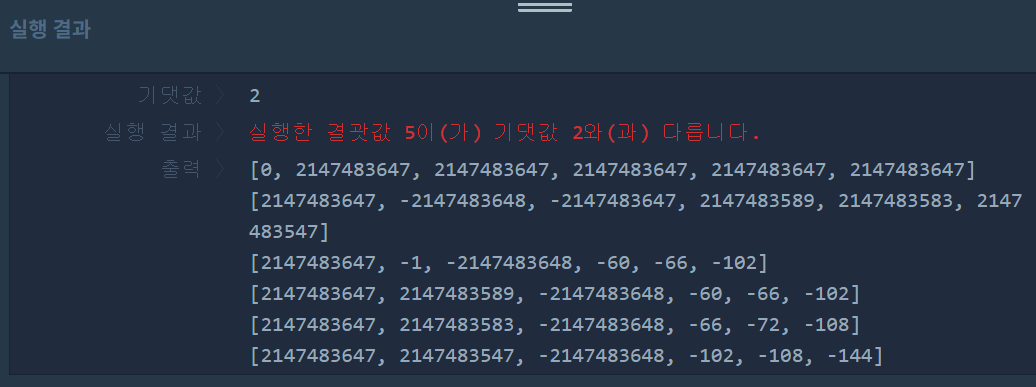 실행 결과
기댓값 〉 2
실행 결과 〉 실행한 결괏값 5이(가) 기댓값 2와(과) 다릅니다.
출력 〉 [0, 2147483647, 2147483647, 2147483647, 2147483647, 2147483647]
[2147483647, -2147483648, -2147483647, 2147483589, 2147483583, 2147
483547]
[2147483647, -1, -2147483648, -60, -66, -102]
[2147483647, 2147483589, -2147483648, -60, -66, -102]
[2147483647, 2147483583, -2147483648, -66, -72, -108]
[2147483647, 2147483547, -2147483648, -102, -108, -144]